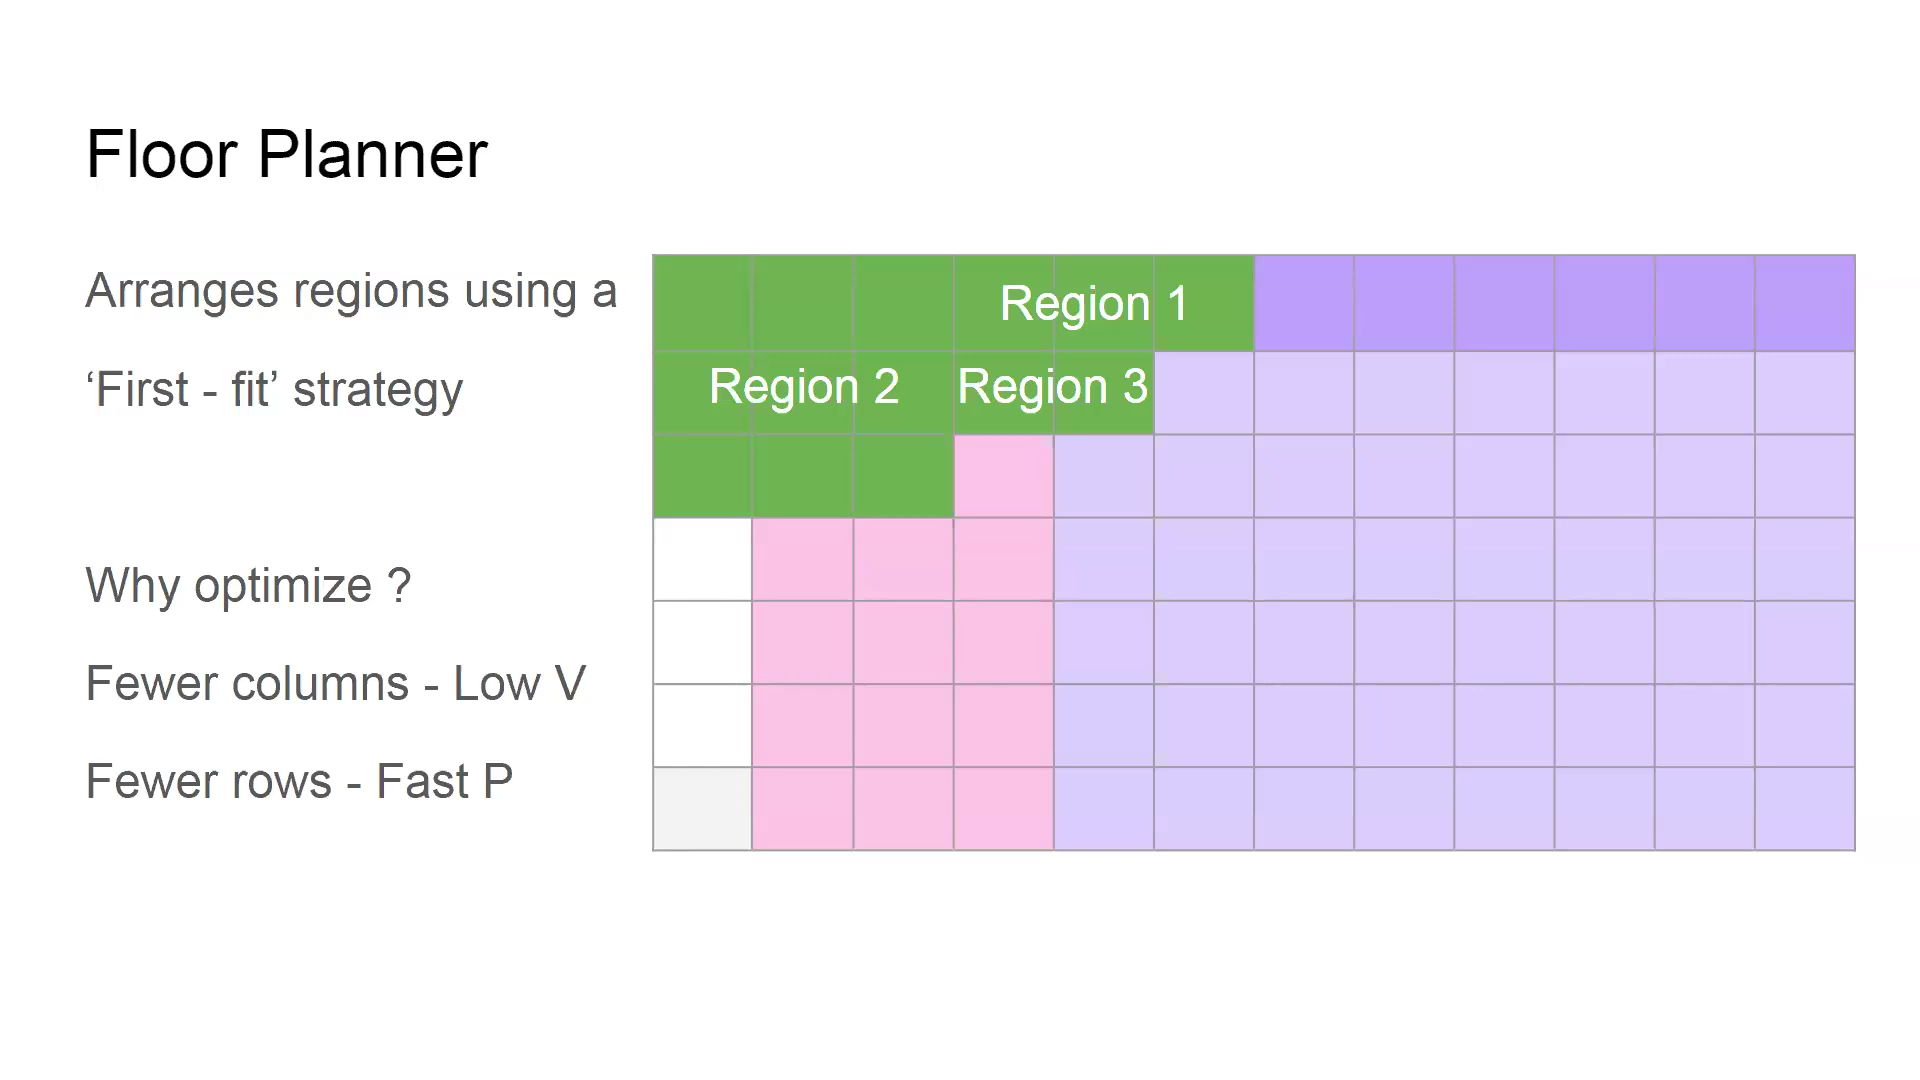 Floor Planner
Arranges regions using a
‘First - fit’ strategy
Why optimize ?
Fewer columns - Low V
Fewer rows - Fast P
Region 1
Region 2
Region 3